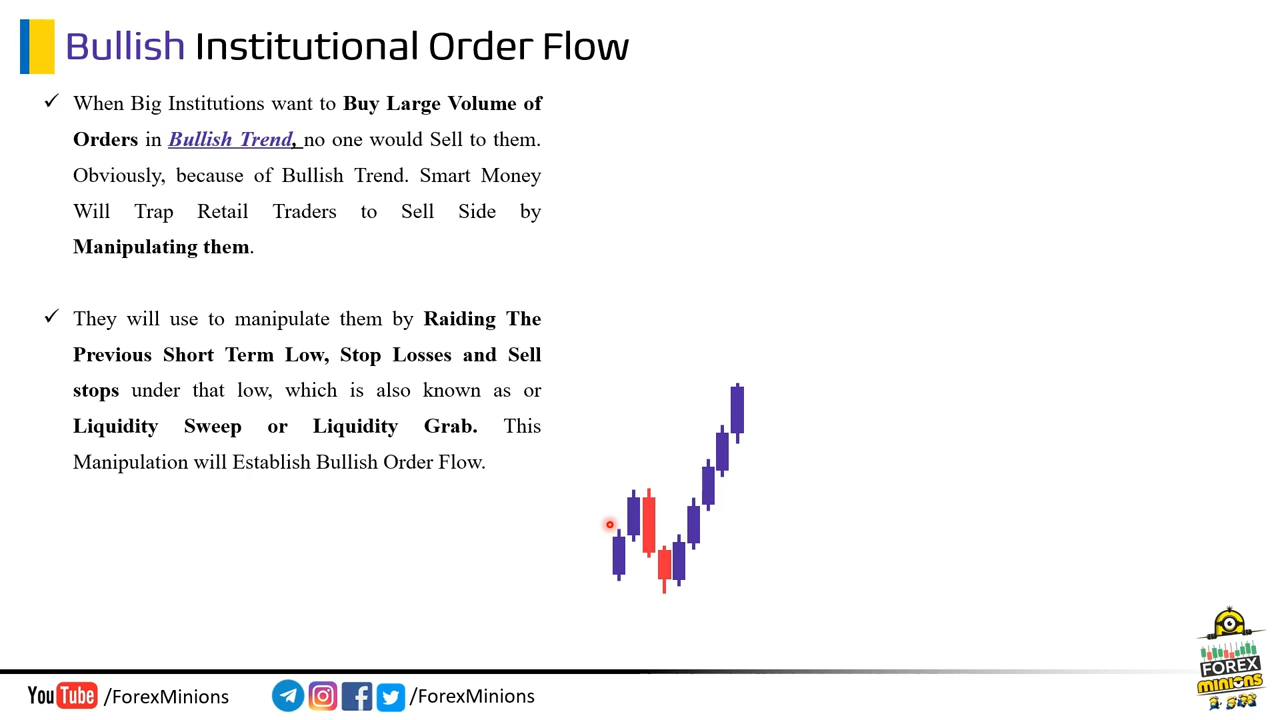 Bullish Institutional Order Flow
When Big Institutions want to Buy Large Volume of
Orders in Bullish Trend, no one would Sell to them.
Obviously, because of Bullish Trend. Smart Money
Will Trap Retail Traders to Sell Side by
Manipulating them.
They will use to manipulate them by Raiding The
Previous Short Term Low, Stop Losses and Sell
stops under that low, which is also known as or
Liquidity Sweep or Liquidity Grab. This
Manipulation will Establish Bullish Order Flow.
FOREX
minions
YouTube /ForexMinions
/ForexMinions